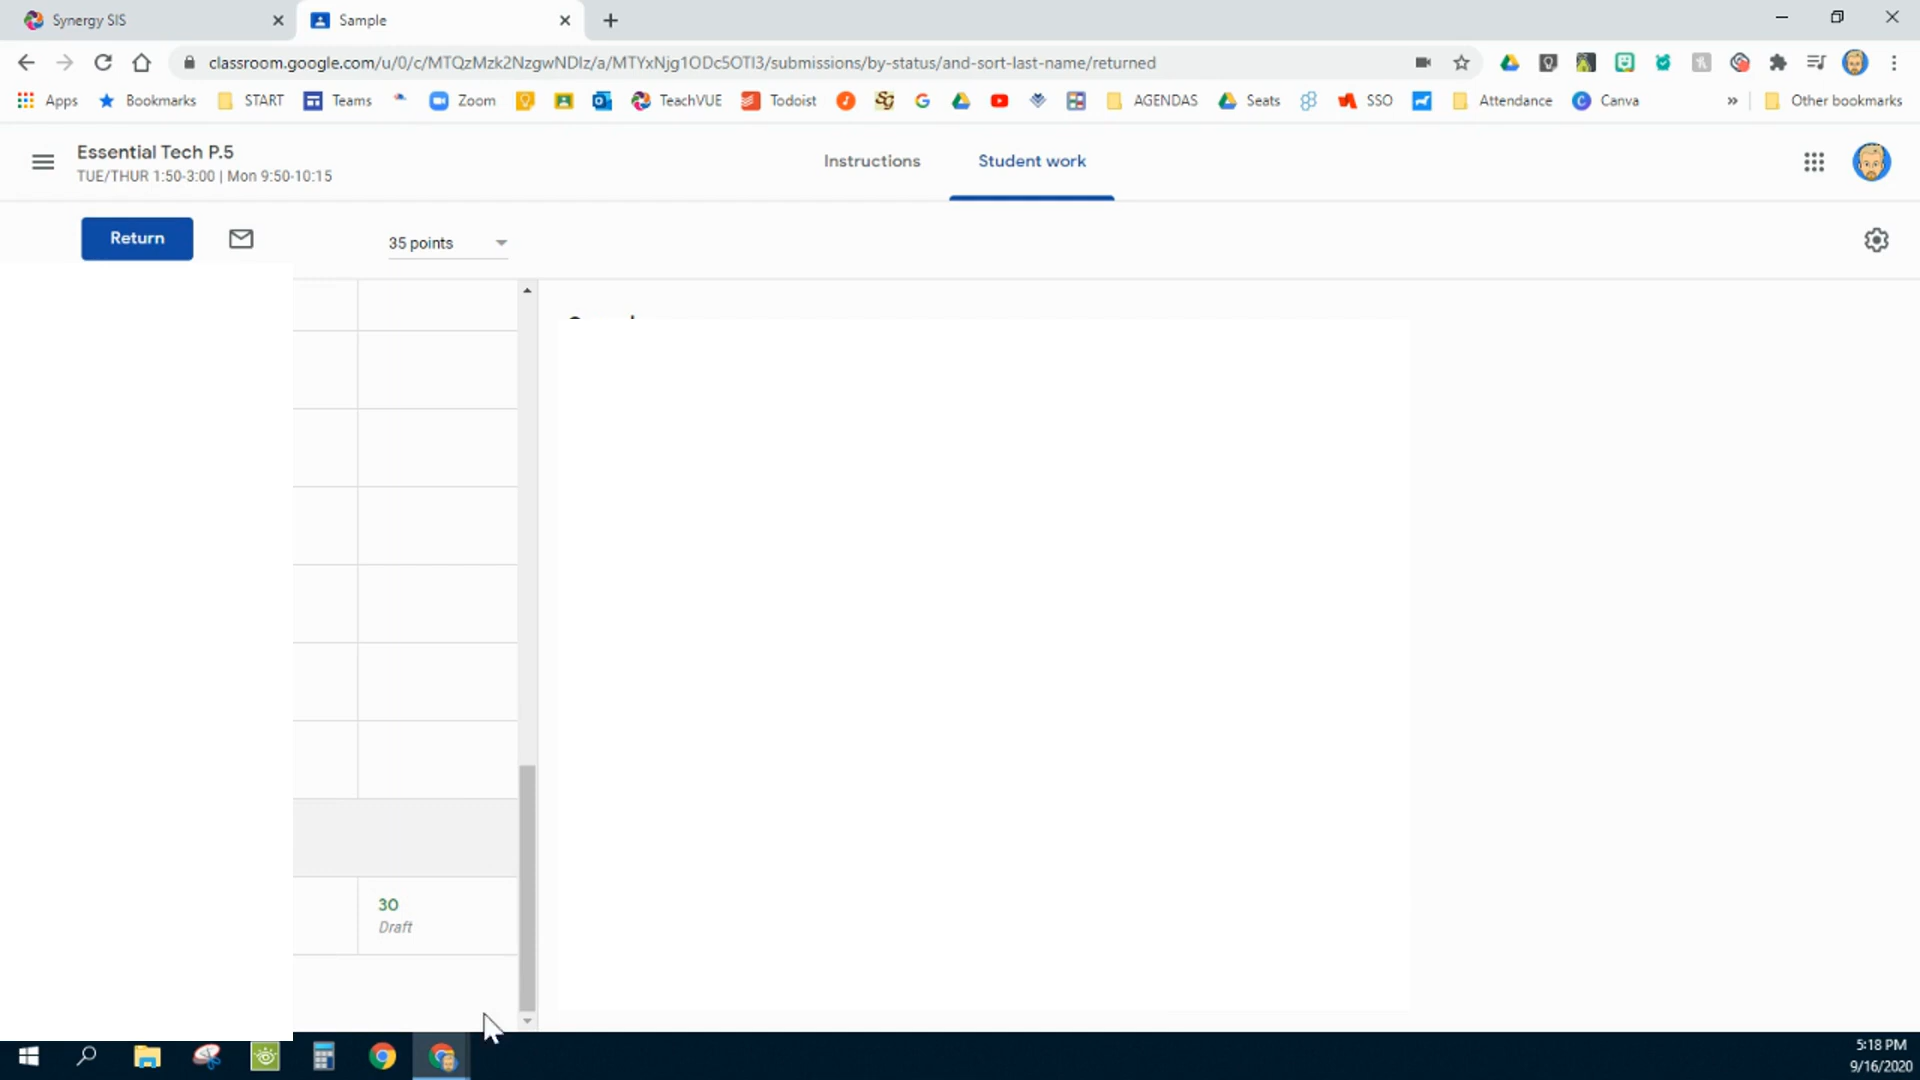 Synergy SIS
Sample
classroom.google.com/u/0/c/MTQzMzk2NzgwNDIz/a/MTYxNjg1ODc5OTI3/submissions/by-status/and-sort-last-name/returned
Apps Bookmarks START Teams Zoom TeachVUE Todoist AGENDAS Seats SSO Attendance Canva » Other bookmarks
Essential Tech P.5
TUE/THUR 1:50-3:00 | Mon 9:50-10:15
Instructions
Student work
Return
35 points
30
Draft
5:18 PM
9/16/2020